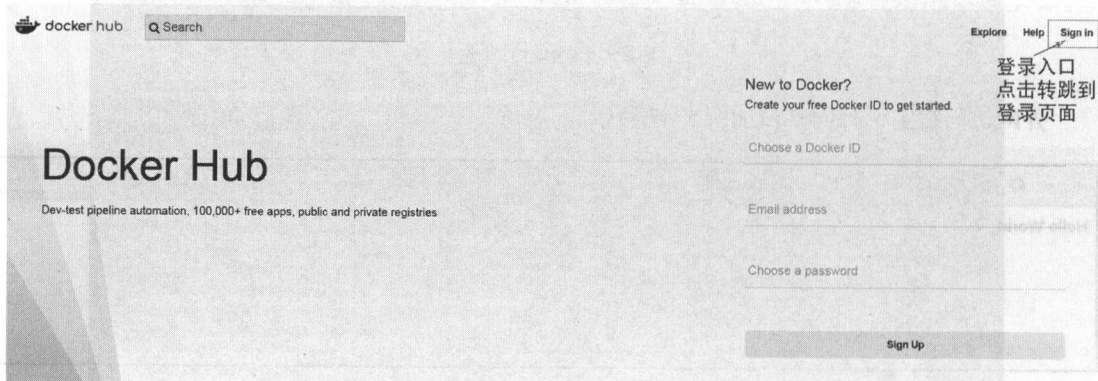 docker hub
Search
Explore
Help
Sign in
登录入口
点击转跳到
登录页面
New to Docker?
Create your free Docker ID to get started.
Choose a Docker ID
Docker Hub
Dev-test pipeline automation, 100,000+ free apps, public and private registries
Email address
Choose a password
Sign Up